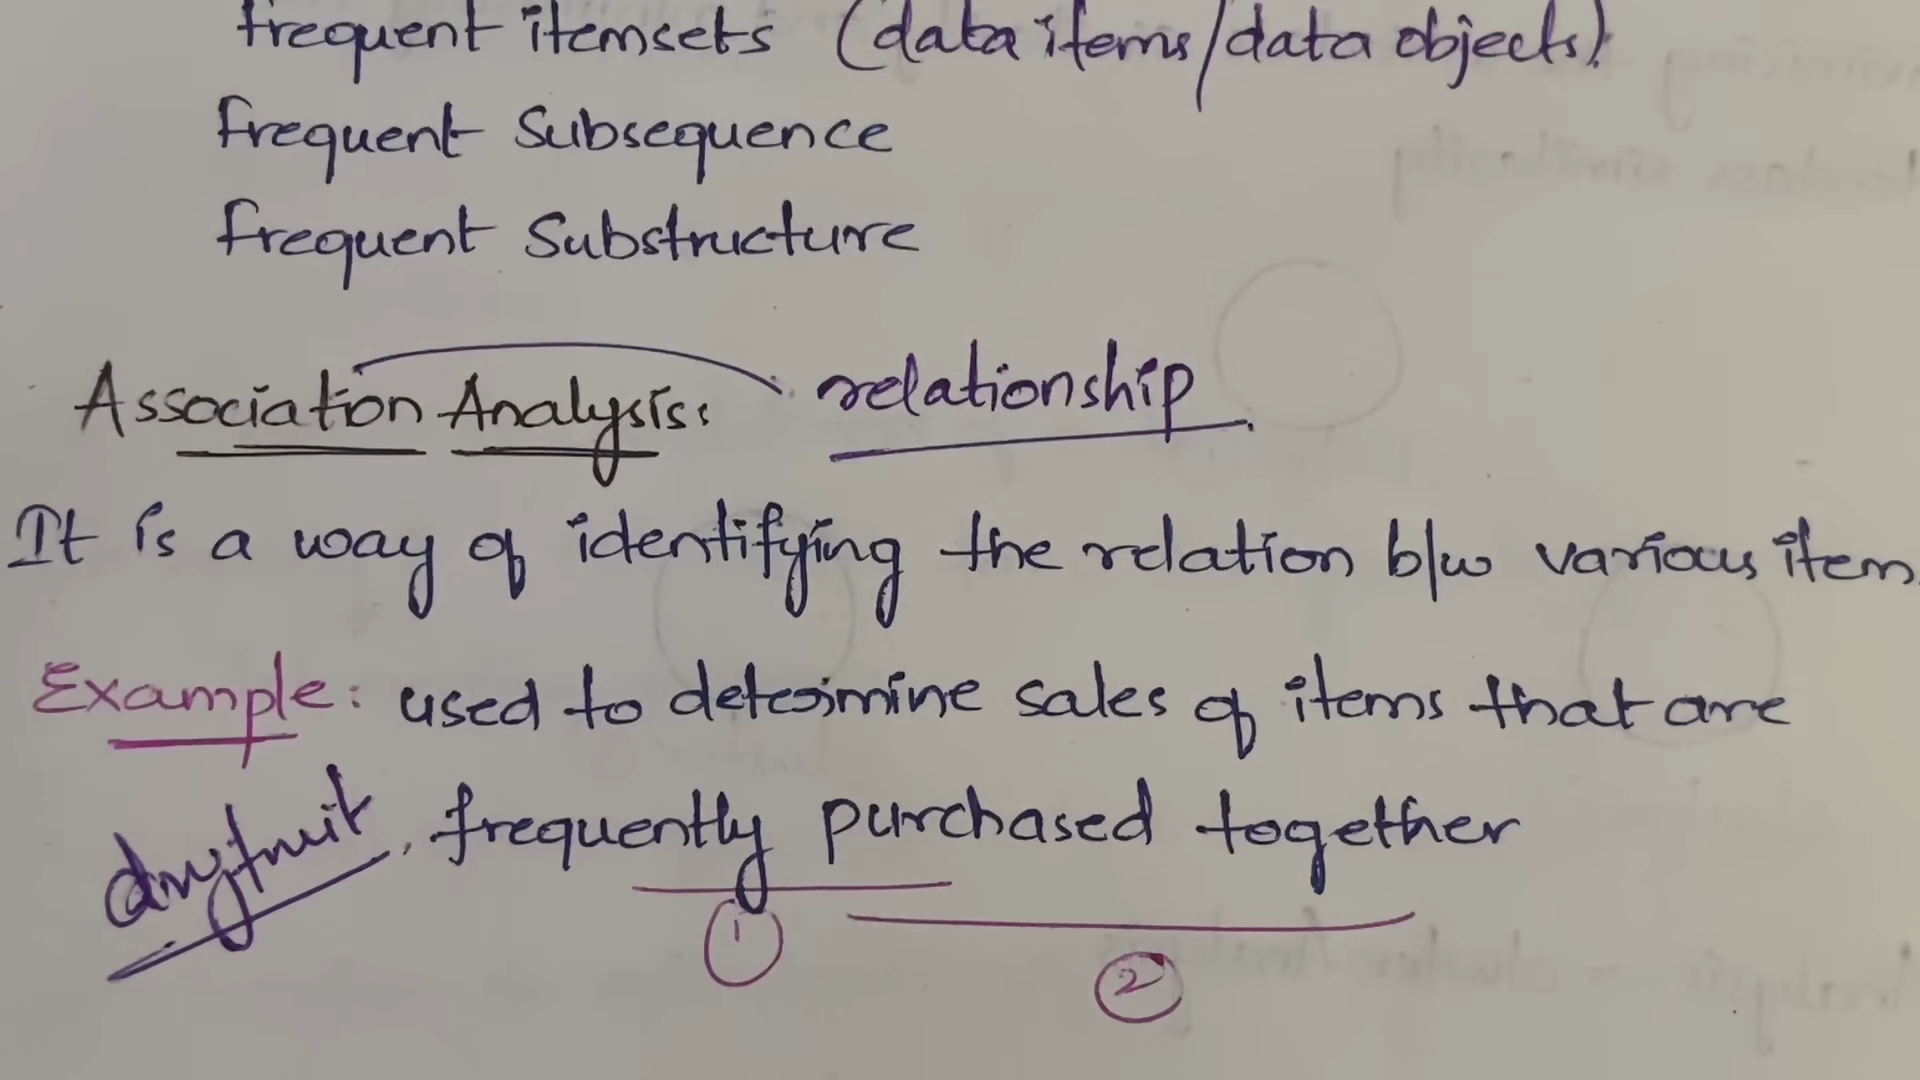 frequent itemsets (data items/data objects)
frequent Subsequence
frequent Substructure
Association Analysis: relationship
It is a way of identifying the relation b/w various item
Example: used to determine sales of items that are
dryfruit, frequently purchased together
1
2